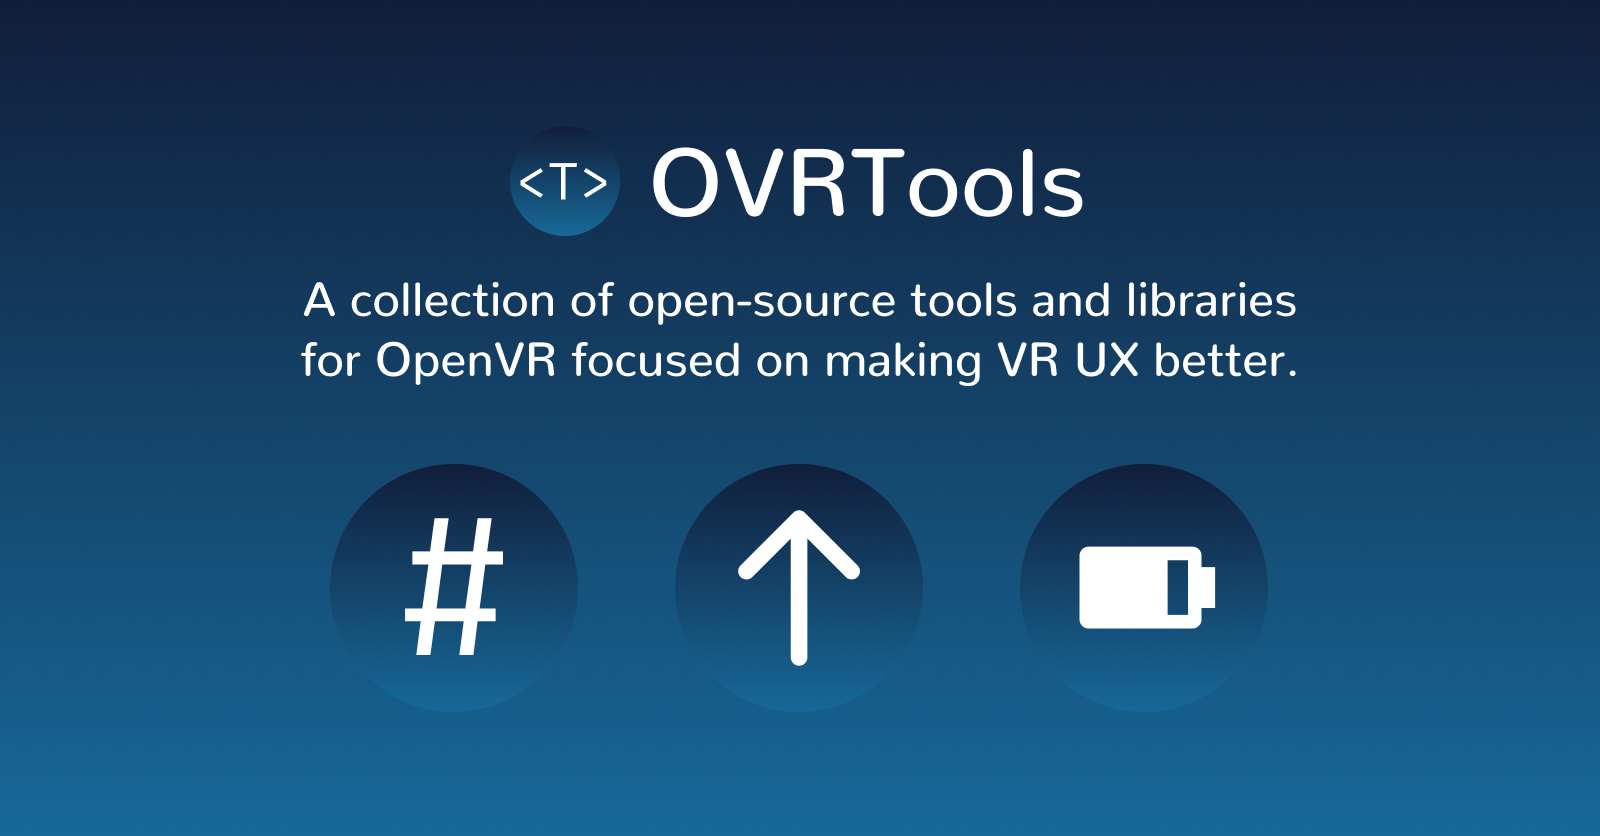 <T> OVRTools
A collection of open-source tools and libraries
for OpenVR focused on making VR UX better.
#